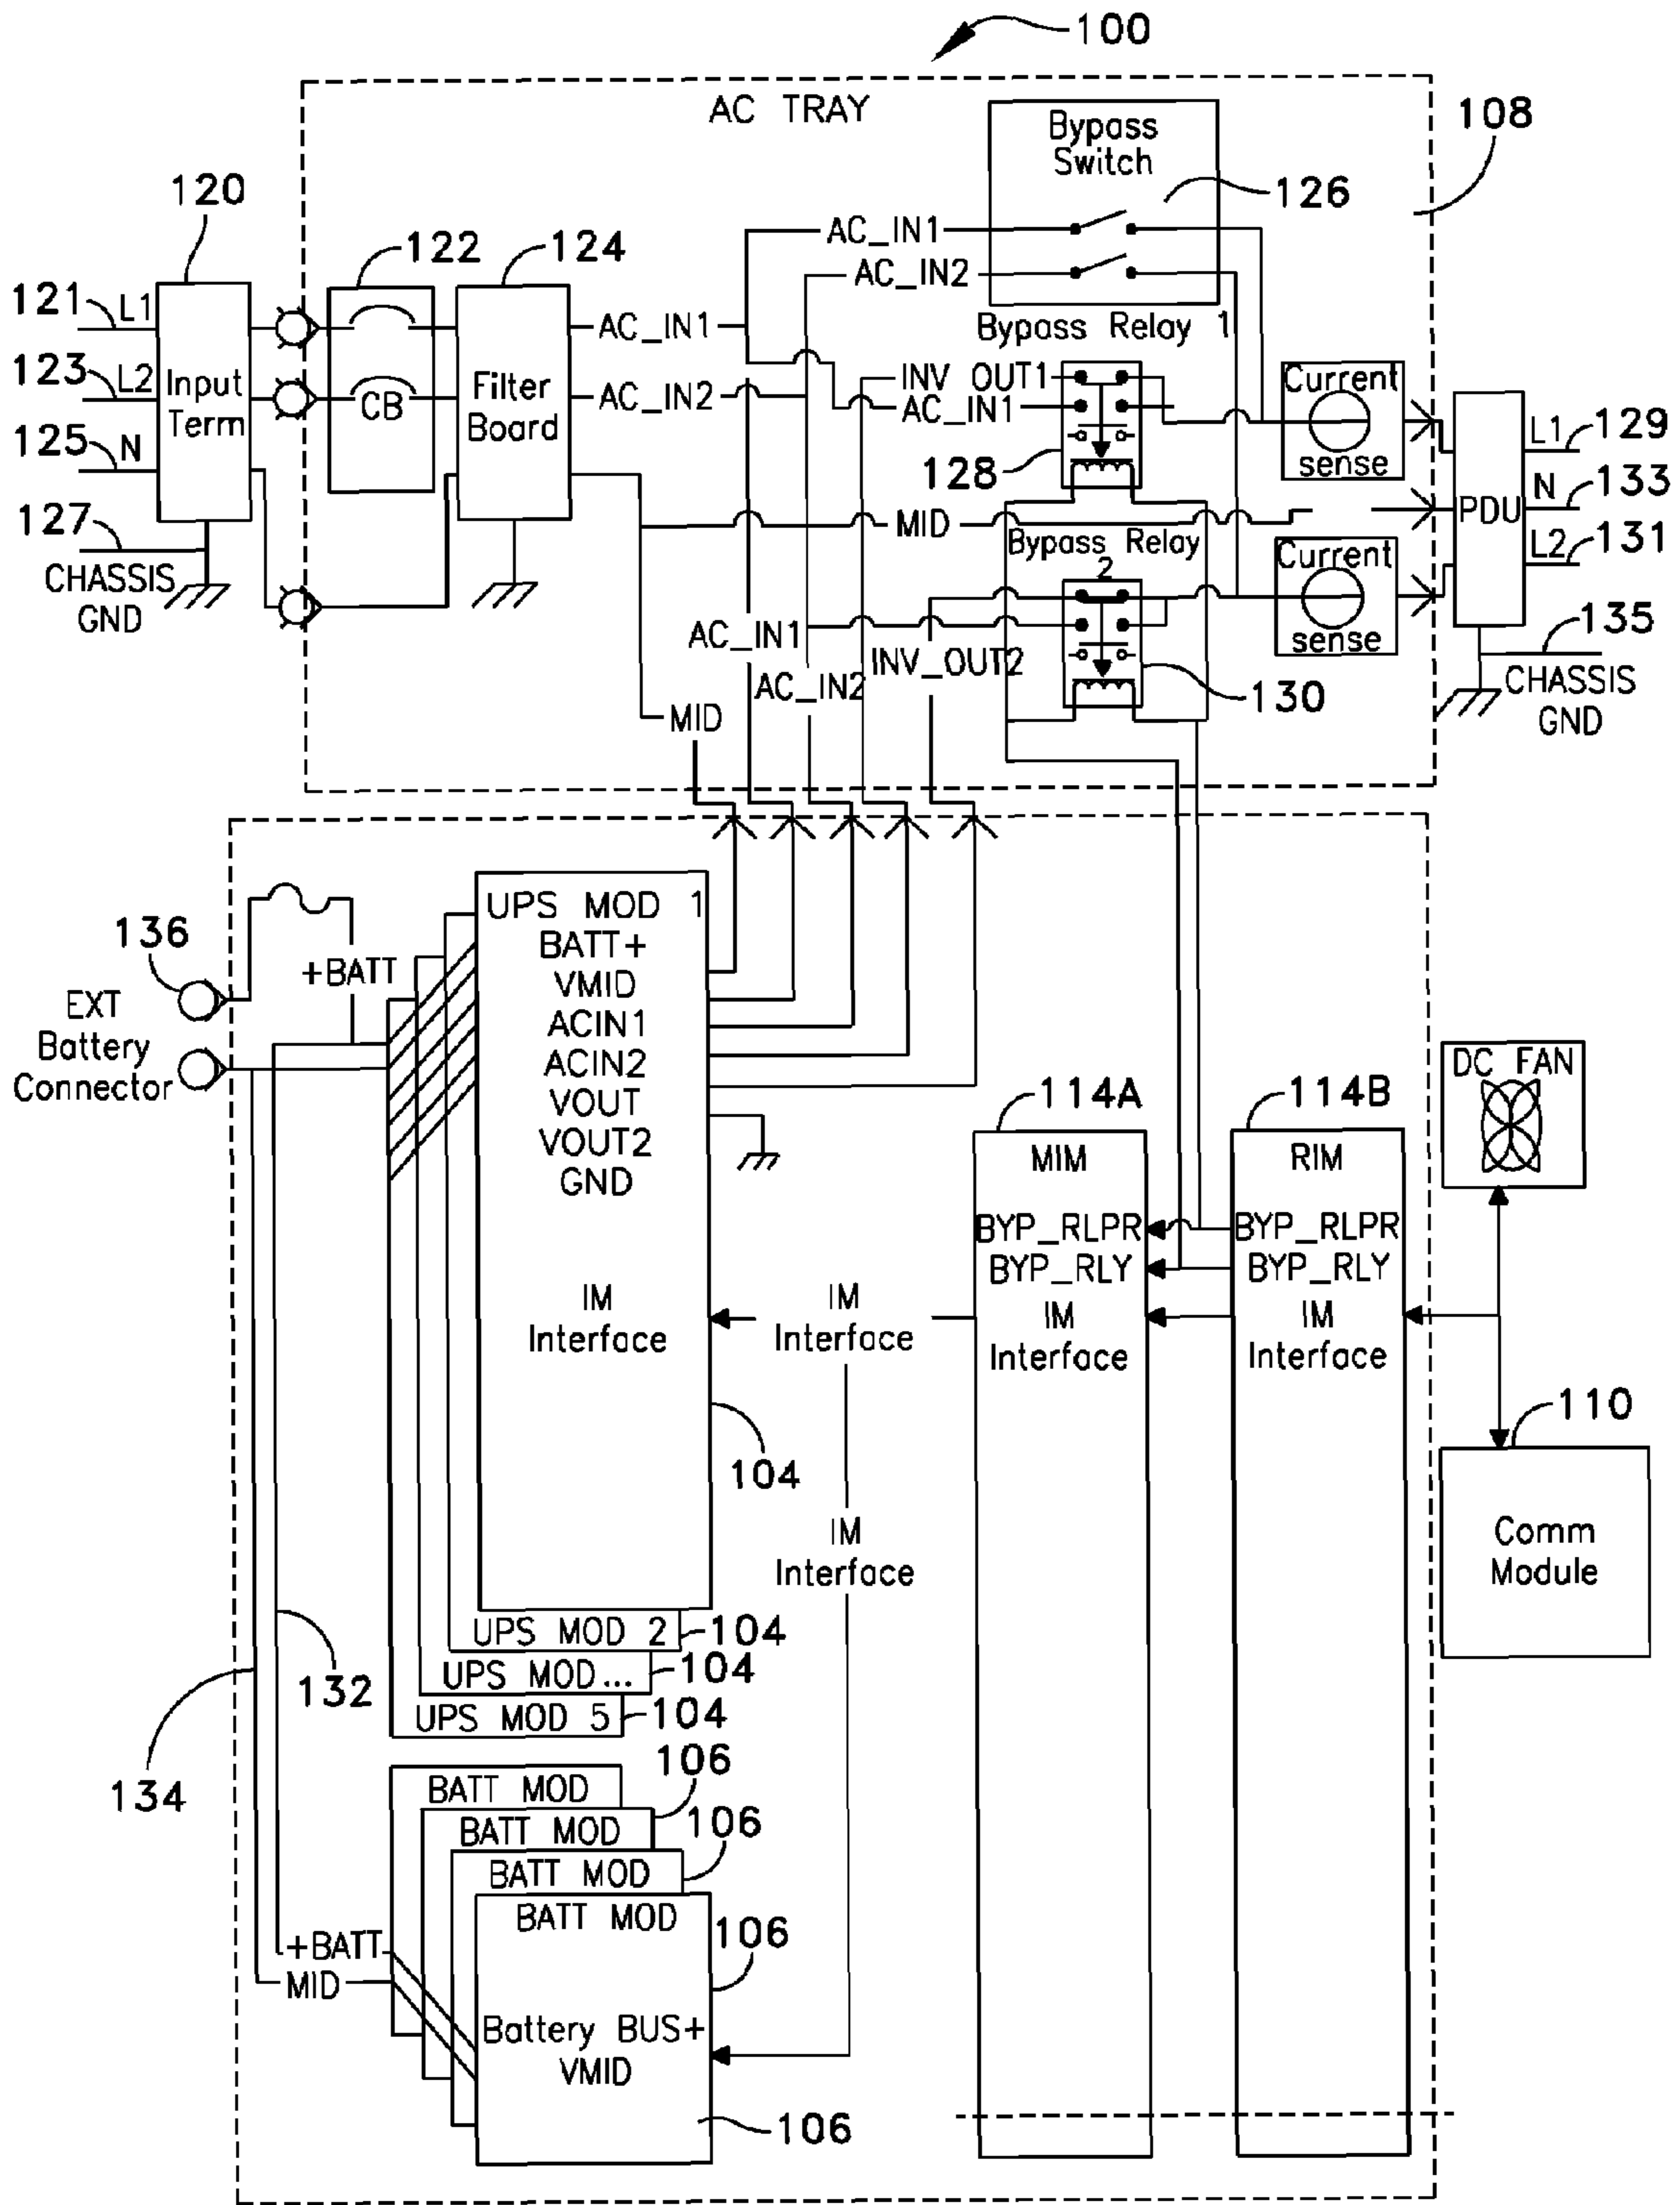 100
AC TRAY
108
Bypass
Switch
126
120
122
124
AC_IN1
AC_IN2
121
L1
123
L2
125
N
127
CHASSIS
GND
Input
Term
CB
Filter
Board
AC_IN1
AC_IN2
Bypass Relay 1
INV OUT1
AC_IN1
128
Current
sense
MID
Bypass Relay
2
Current
sense
PDU
L1
129
N
133
L2
131
135
CHASSIS
GND
AC_IN1
AC_IN2
INV_OUT2
130
MID
136
EXT
Battery
Connector
+BATT
UPS MOD 1
BATT+
VMID
ACIN1
ACIN2
VOUT
VOUT2
GND
IM
Interface
104
IM
Interface
IM
Interface
114A
MIM
BYP_RLPR
BYP_RLY
IM
Interface
114B
RIM
BYP_RLPR
BYP_RLY
IM
Interface
DC FAN
110
Comm
Module
UPS MOD 2
104
UPS MOD...
104
UPS MOD 5
104
132
134
BATT MOD
106
BATT MOD
106
BATT MOD
BATT MOD
106
+BATT
MID
Battery BUS+
VMID
106